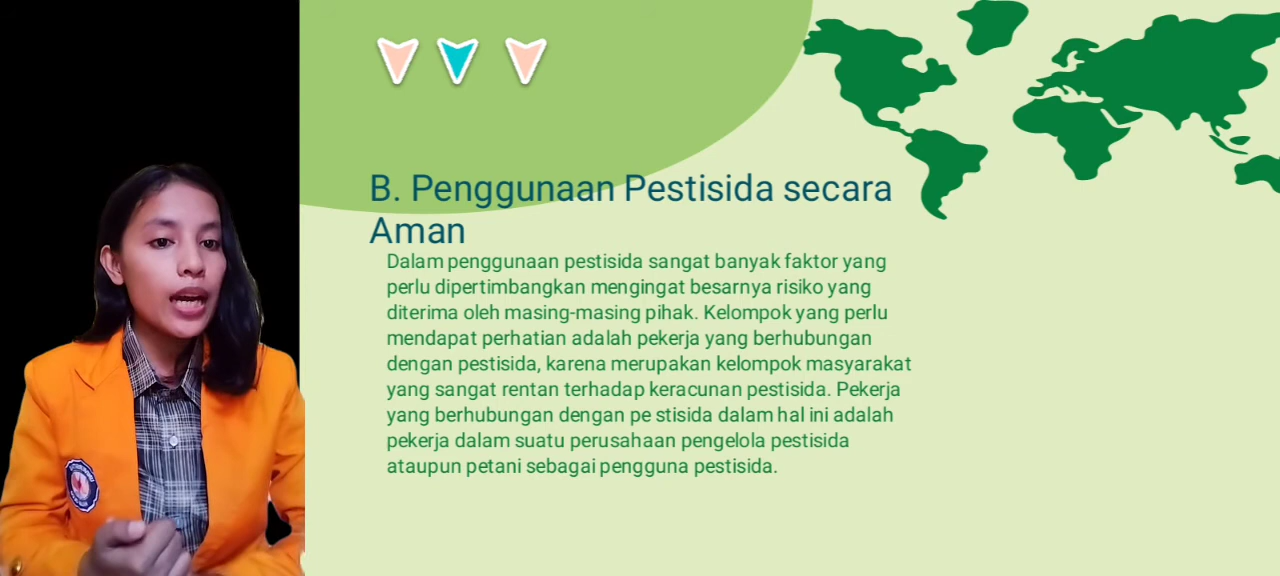 B. Penggunaan Pestisida secara
Aman
Dalam penggunaan pestisida sangat banyak faktor yang
perlu dipertimbangkan mengingat besarnya risiko yang
diterima oleh masing-masing pihak. Kelompok yang perlu
mendapat perhatian adalah pekerja yang berhubungan
dengan pestisida, karena merupakan kelompok masyarakat
yang sangat rentan terhadap keracunan pestisida. Pekerja
yang berhubungan dengan pe stisida dalam hal ini adalah
pekerja dalam suatu perusahaan pengelola pestisida
ataupun petani sebagai pengguna pestisida.